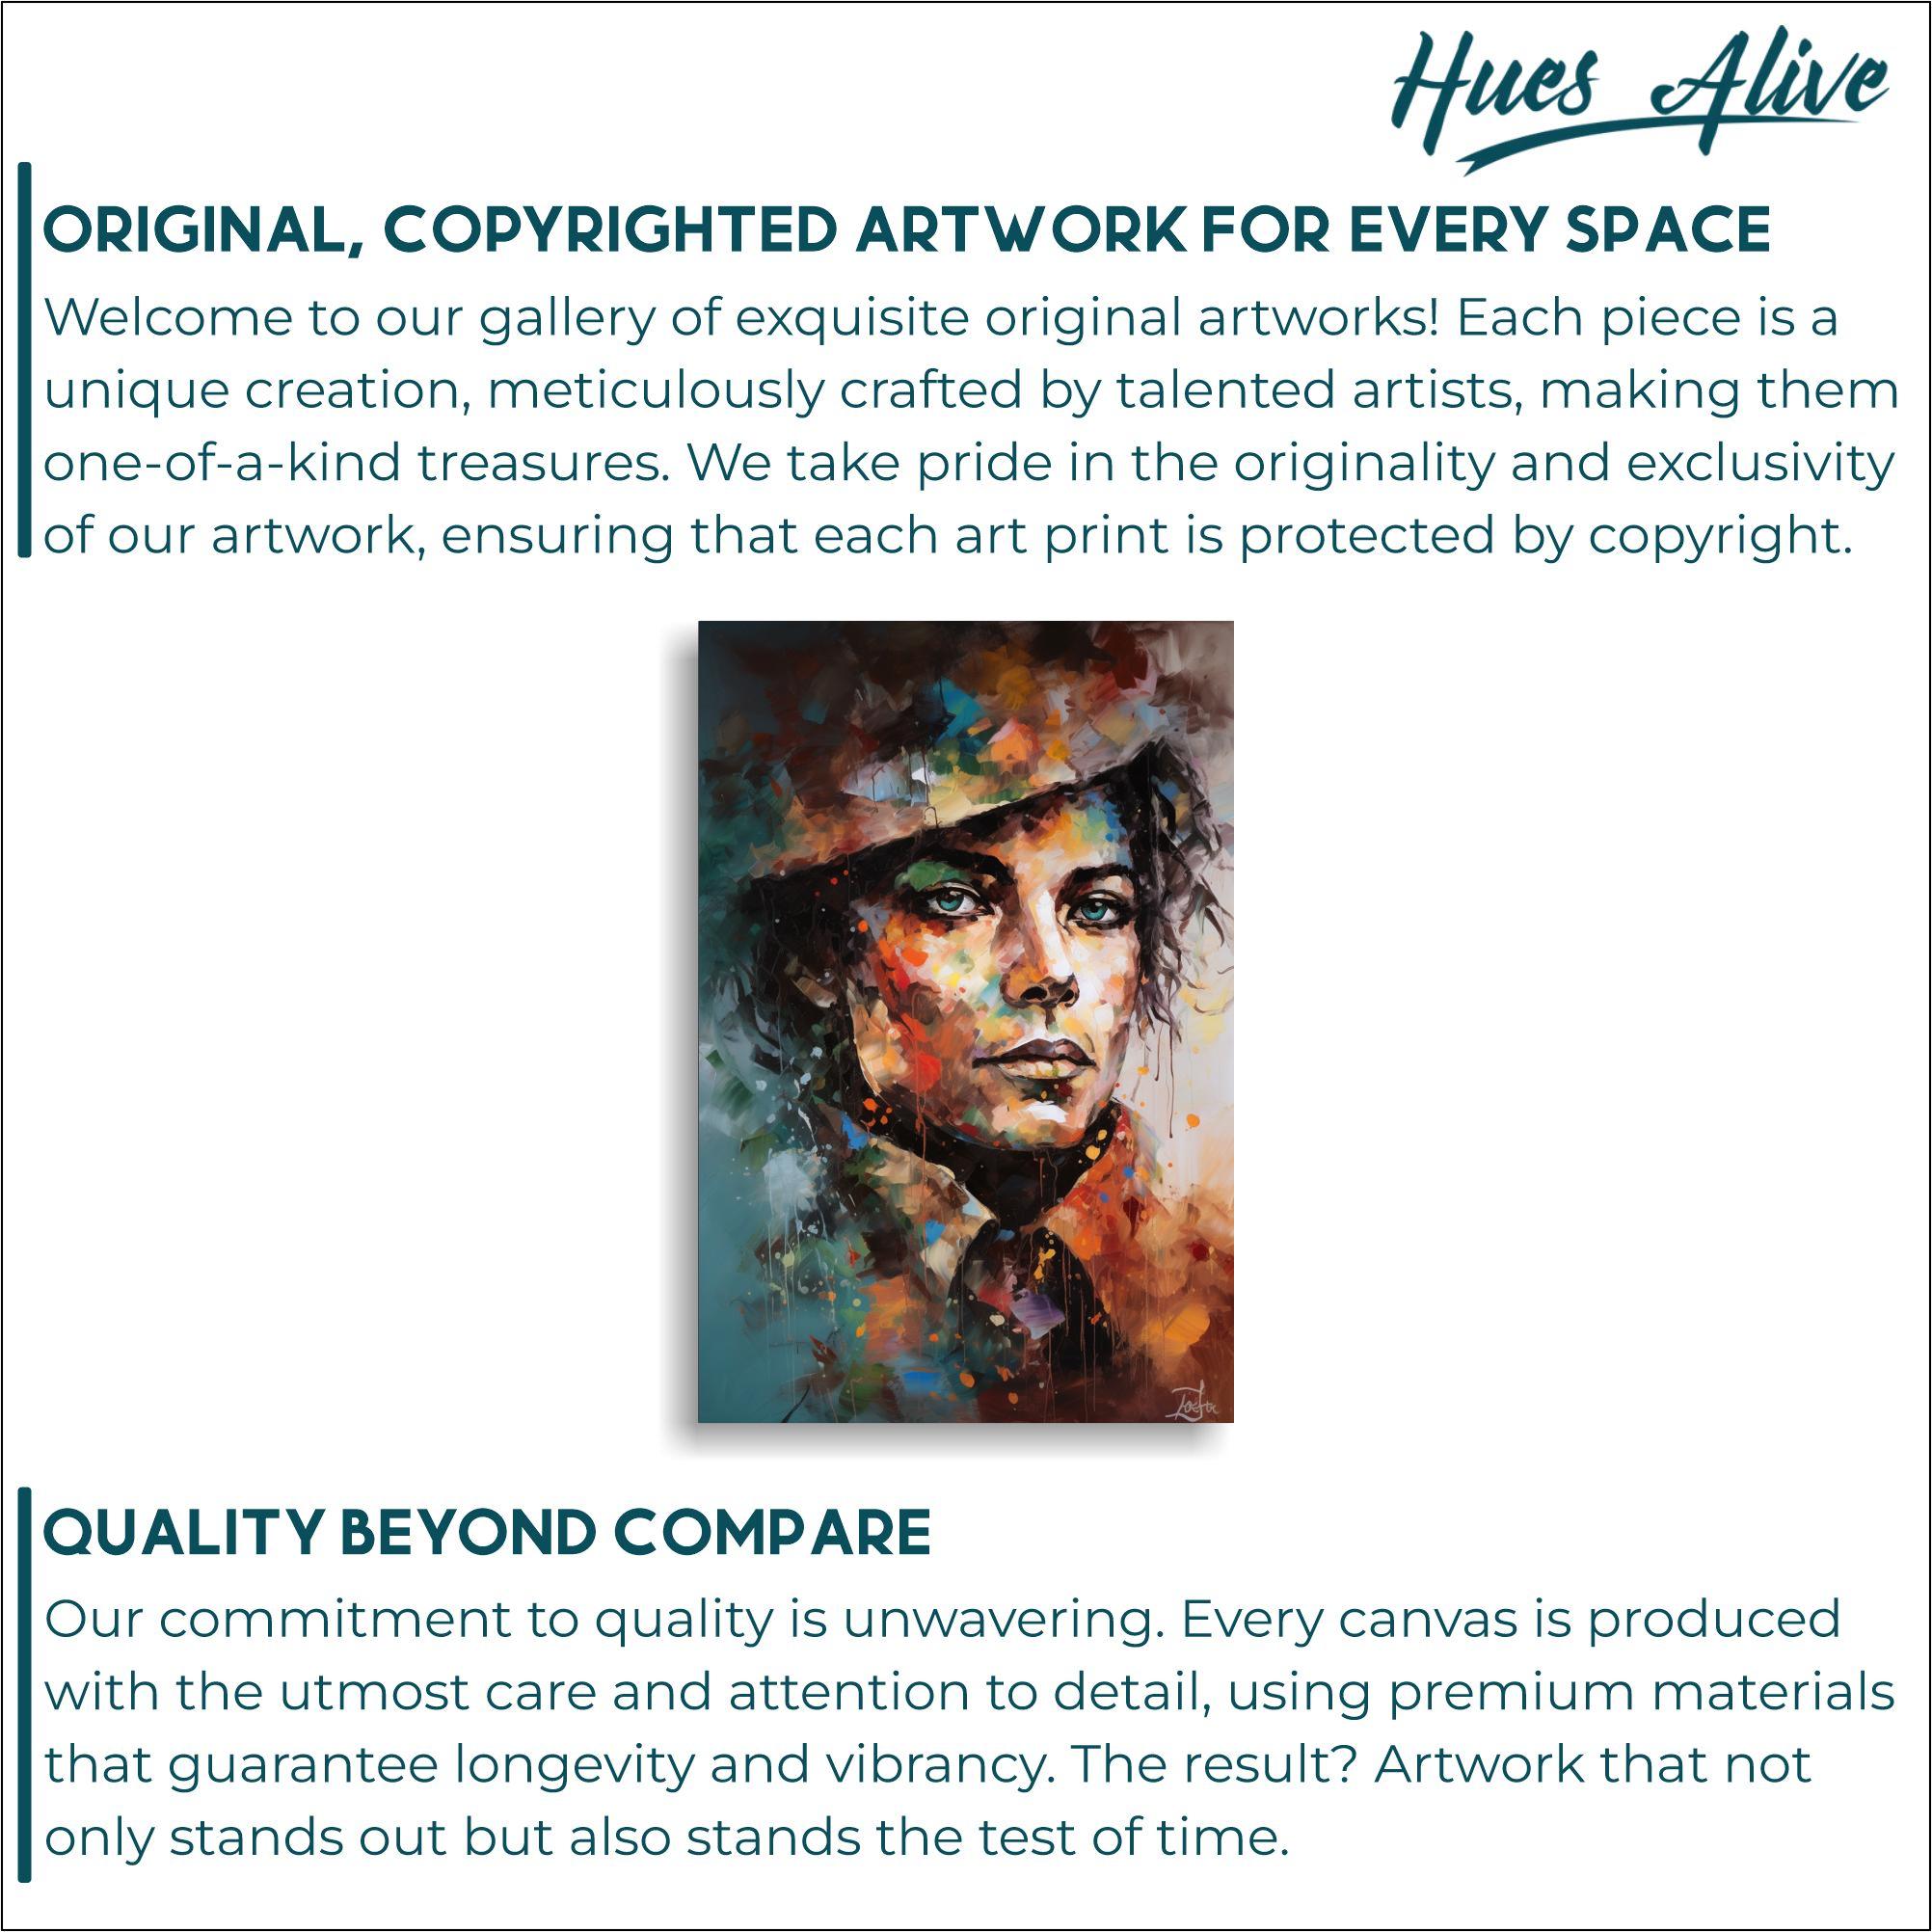 Hues Alive
ORIGINAL, COPYRIGHTED ARTWORK FOR EVERY SPACE
Welcome to our gallery of exquisite original artworks! Each piece is a
unique creation, meticulously crafted by talented artists, making them
one-of-a-kind treasures. We take pride in the originality and exclusivity
of our artwork, ensuring that each art print is protected by copyright.
QUALITY BEYOND COMPARE
Our commitment to quality is unwavering. Every canvas is produced
with the utmost care and attention to detail, using premium materials
that guarantee longevity and vibrancy. The result? Artwork that not
only stands out but also stands the test of time.